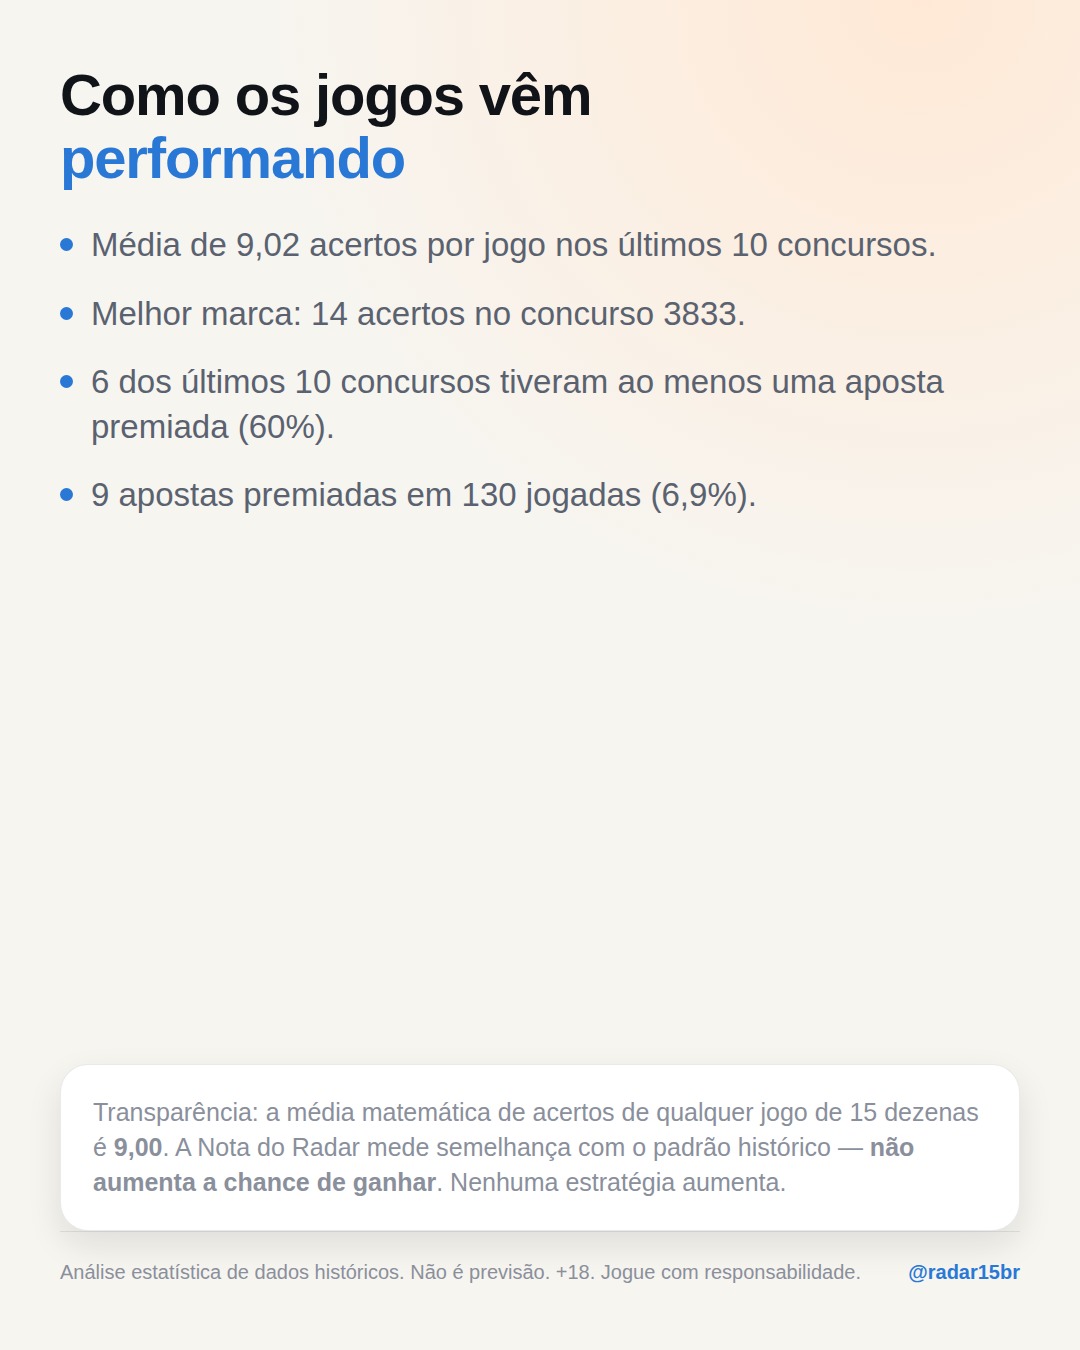 Como os jogos vêm
performando
Média de 9,02 acertos por jogo nos últimos 10 concursos.
Melhor marca: 14 acertos no concurso 3833.
6 dos últimos 10 concursos tiveram ao menos uma aposta
premiada (60%).
9 apostas premiadas em 130 jogadas (6,9%).
Transparência: a média matemática de acertos de qualquer jogo de 15 dezenas
é 9,00. A Nota do Radar mede semelhança com o padrão histórico — não
aumenta a chance de ganhar. Nenhuma estratégia aumenta.
Análise estatística de dados históricos. Não é previsão. +18. Jogue com responsabilidade. @radar15br